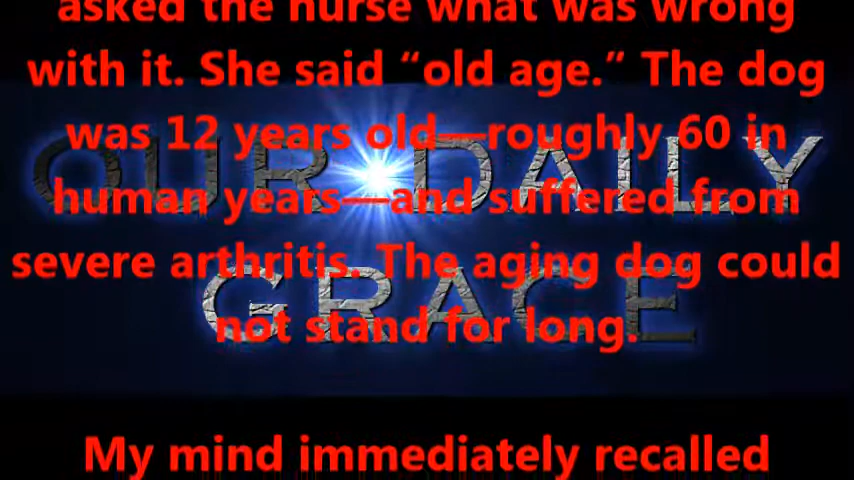 asked the nurse what was wrong
with it. She said “old age.” The dog
was 12 years old—roughly 60 in
human years—and suffered from
severe arthritis. The aging dog could
not stand for long.
My mind immediately recalled
OUR DAILY
GRACE